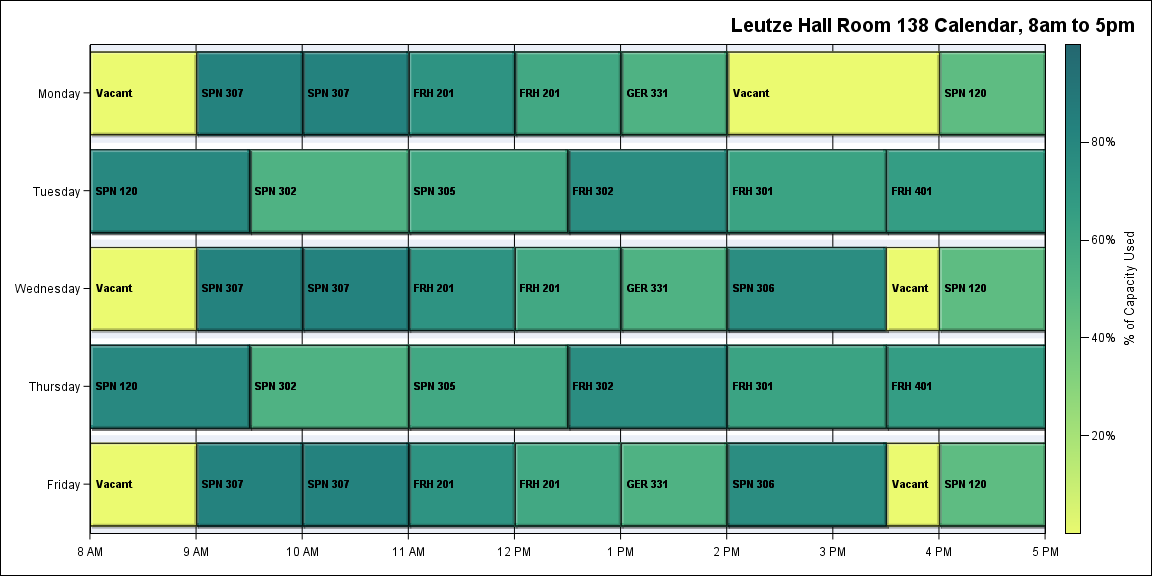 Leutze Hall Room 138 Calendar, 8am to 5pm
Monday Vacant SPN 307 SPN 307 FRH 201 FRH 201 GER 331 Vacant SPN 120
Tuesday SPN 120 SPN 302 SPN 305 FRH 302 FRH 301 FRH 401
Wednesday Vacant SPN 307 SPN 307 FRH 201 FRH 201 GER 331 SPN 306 Vacant SPN 120
Thursday SPN 120 SPN 302 SPN 305 FRH 302 FRH 301 FRH 401
Friday Vacant SPN 307 SPN 307 FRH 201 FRH 201 GER 331 SPN 306 Vacant SPN 120
8 AM 9 AM 10 AM 11 AM 12 PM 1 PM 2 PM 3 PM 4 PM 5 PM
80%
60%
40%
20%
% of Capacity Used